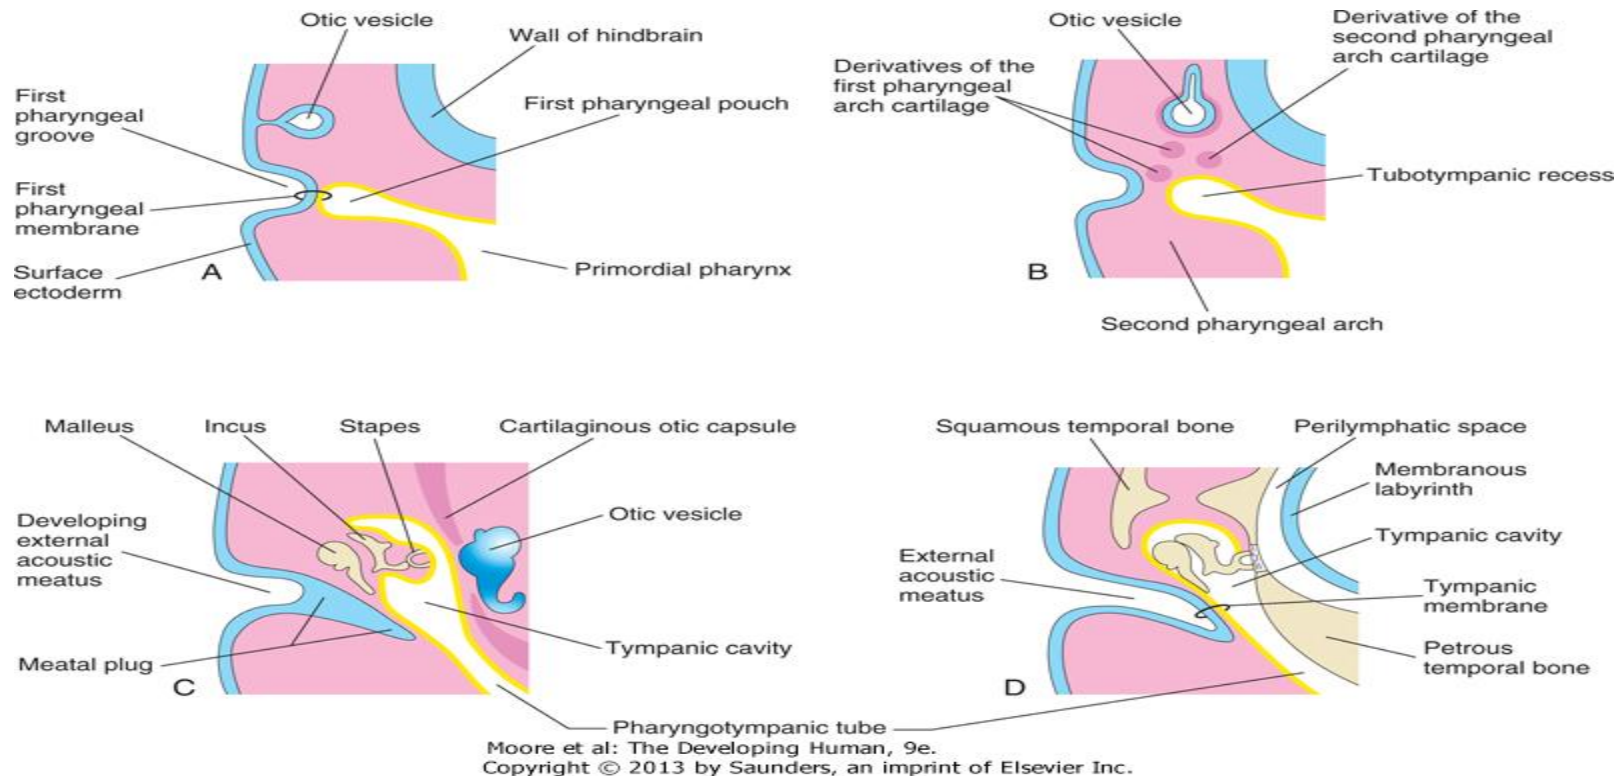 Otic vesicle
Wall of hindbrain
First
pharyngeal
groove
First pharyngeal pouch
First
pharyngeal
membrane
Surface
ectoderm
A
Primordial pharynx
Otic vesicle
Derivative of the
second pharyngeal
arch cartilage
Derivatives of the
first pharyngeal
arch cartilage
Tubotympanic recess
B
Second pharyngeal arch
Malleus
Incus
Stapes
Cartilaginous otic capsule
Developing
external
acoustic
meatus
Otic vesicle
Meatal plug
Tympanic cavity
C
Squamous temporal bone
Perilymphatic space
Membranous
labyrinth
Tympanic cavity
External
acoustic
meatus
Tympanic
membrane
Petrous
temporal bone
D
Pharyngotympanic tube
Moore et al: The Developing Human, 9e.
Copyright © 2013 by Saunders, an imprint of Elsevier Inc.